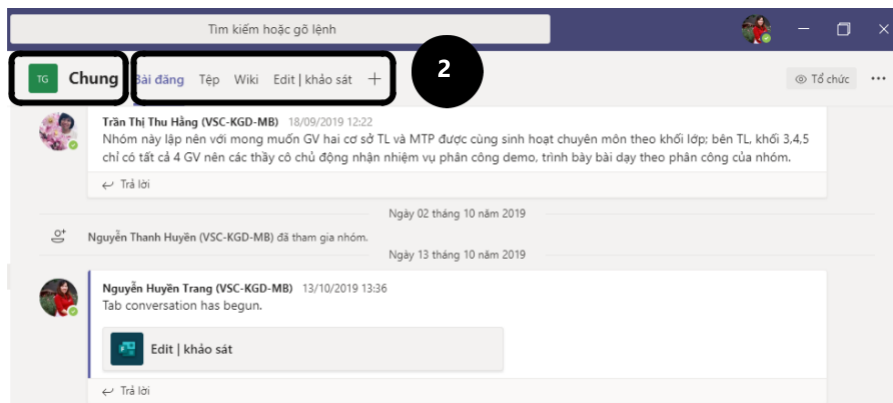 Tìm kiếm hoặc gõ lệnh
TG Chung Bài đăng Tệp Wiki Edit | khảo sát + 2 Tổ chức ...
Trần Thị Thu Hằng (VSC-KGD-MB) 18/09/2019 12:22
Nhóm này lập nên với mong muốn GV hai cơ sở TL và MTP được cùng sinh hoạt chuyên môn theo khối lớp; bên TL, khối 3,4,5
chỉ có tất cả 4 GV nên các thầy cô chủ động nhận nhiệm vụ phân công demo, trình bày bài dạy theo phân công của nhóm.
Trả lời
Ngày 02 tháng 10 năm 2019
Nguyễn Thanh Huyền (VSC-KGD-MB) đã tham gia nhóm.
Ngày 13 tháng 10 năm 2019
Nguyễn Huyền Trang (VSC-KGD-MB) 13/10/2019 13:36
Tab conversation has begun.
Edit | khảo sát
Trả lời